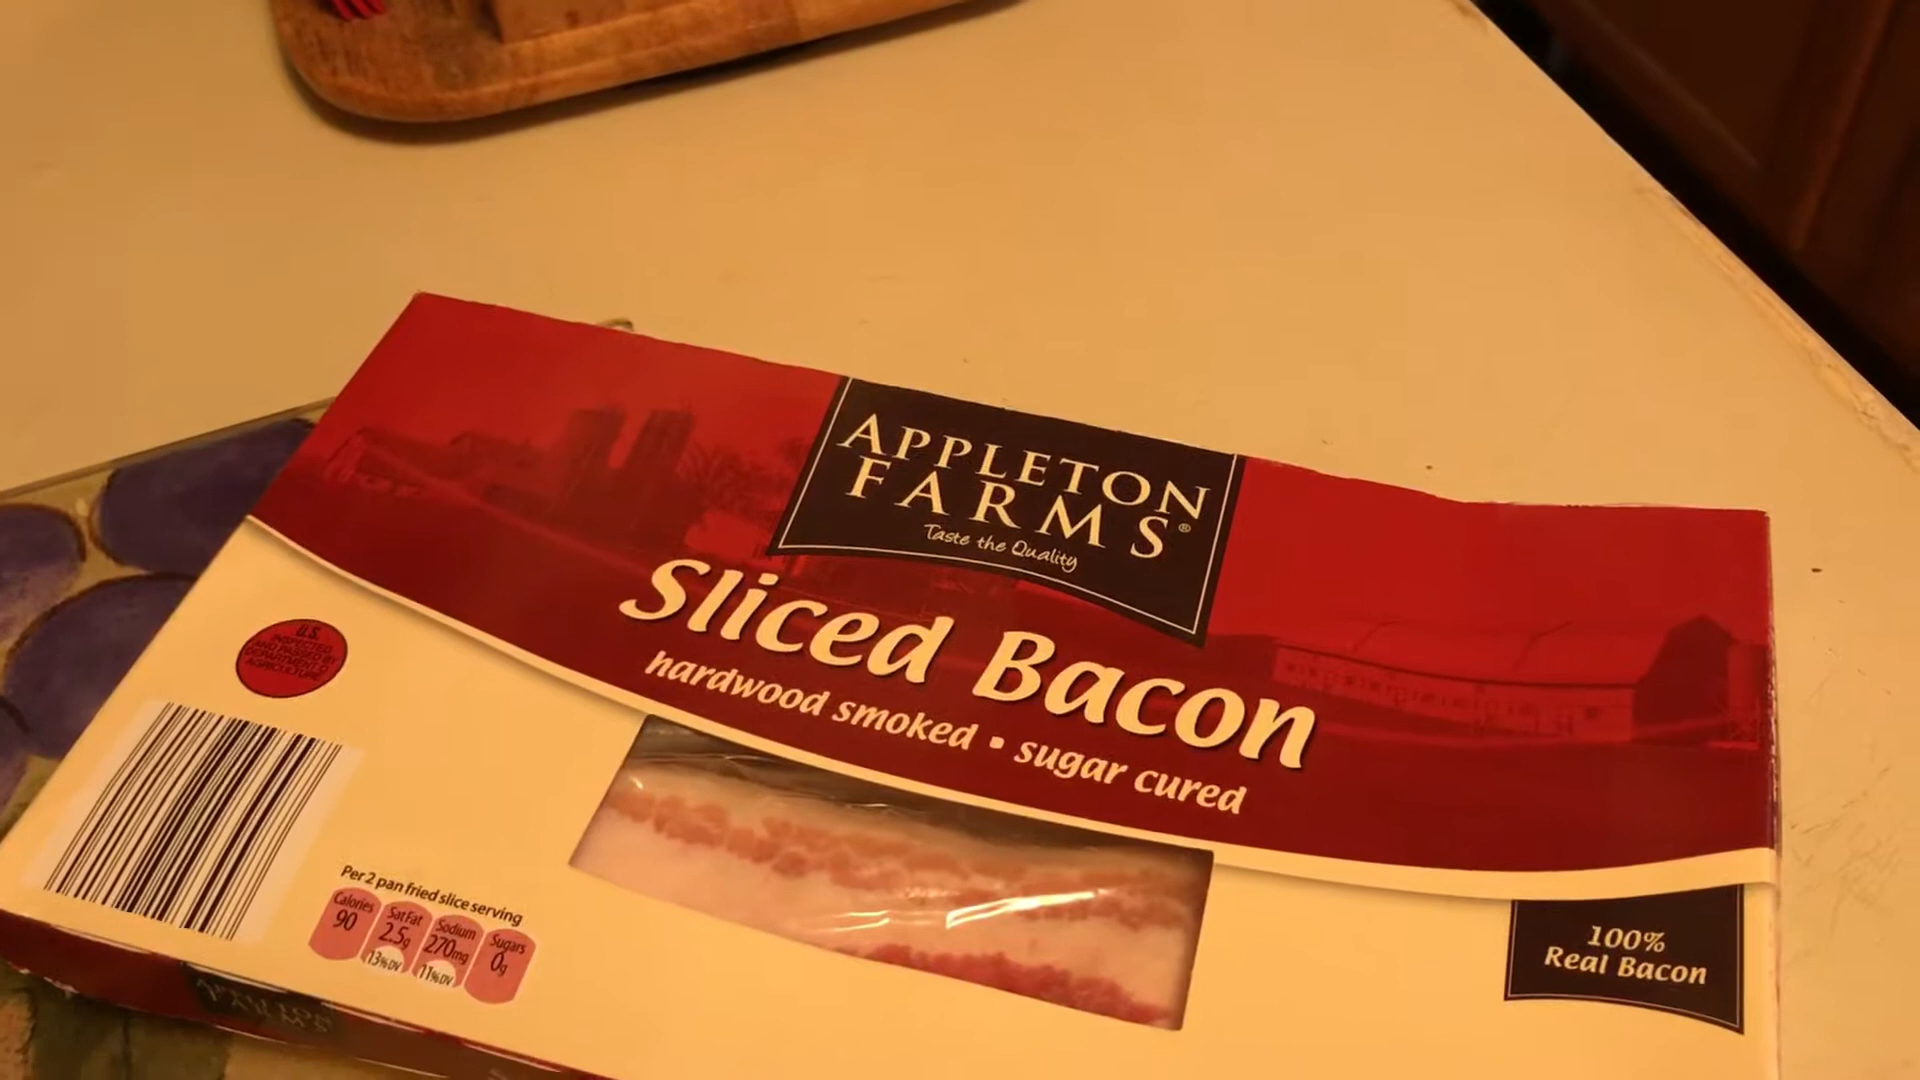 APPLETON
FARMS®
Taste the Quality
Sliced Bacon
hardwood smoked • sugar cured
U.S.
INSPECTED
AND PASSED BY
DEPARTMENT O
AGRICULTURE
Per 2 pan fried slice serving
Calories
90
Sat Fat
2.5g
13% DV
Sodium
270mg
11% DV
Sugars
0g
100%
Real Bacon
APPLETON
FARMS